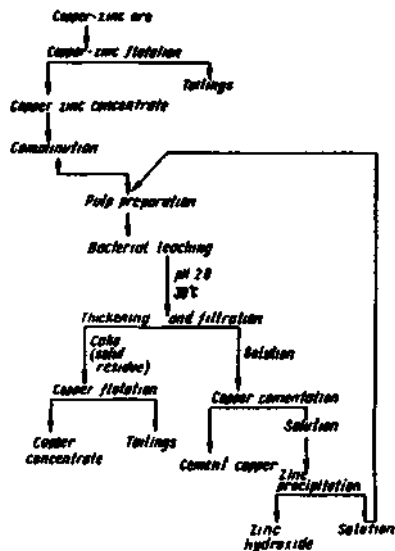 Copper-zinc ore
Copper-zinc flotation
Tailings
Copper zinc concentrate
Comminution
Pulp preparation
Bacterial leaching
pH 2.0
30°C
Thickening and filtration
Cake
(solid
residue)
Solution
Copper flotation
Copper cementation
Copper
concentrate
Tailings
Cement copper
Solution
Zinc
precipitation
Zinc
hydroxide
Solution